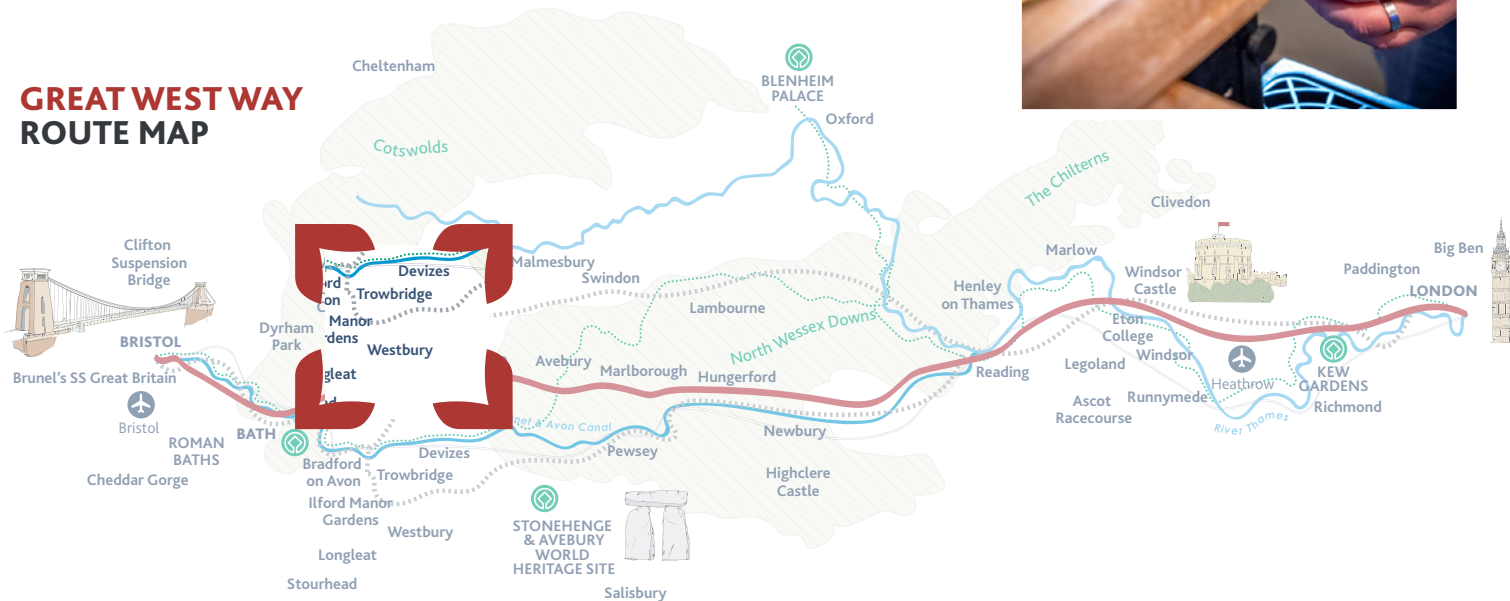 GREAT WEST WAY
ROUTE MAP
Cheltenham
Cotswolds
BLENHEIM
PALACE
Oxford
The Chilterns
Clivedon
Clifton
Suspension
Bridge
Malmesbury
Swindon
Lambourne
North Wessex Downs
Henley
on Thames
Marlow
Windsor
Castle
Paddington
Big Ben
LONDON
Devizes
Trowbridge
Manor
Westbury
Dyrham
Park
BRISTOL
Brunel's SS Great Britain
Bristol
ROMAN
BATHS
BATH
Cheddar Gorge
Avebury
Marlborough
Hungerford
Reading
Eton
College
Windsor
Legoland
Ascot
Racecourse
Runnymede
Heathrow
KEW
GARDENS
Richmond
River Thames
& Avon Canal
Newbury
Pewsey
Highclere
Castle
Bradford
on Avon
Devizes
Trowbridge
Ilford Manor
Gardens
Westbury
Longleat
Stourhead
STONEHENGE
& AVEBURY
WORLD
HERITAGE SITE
Salisbury